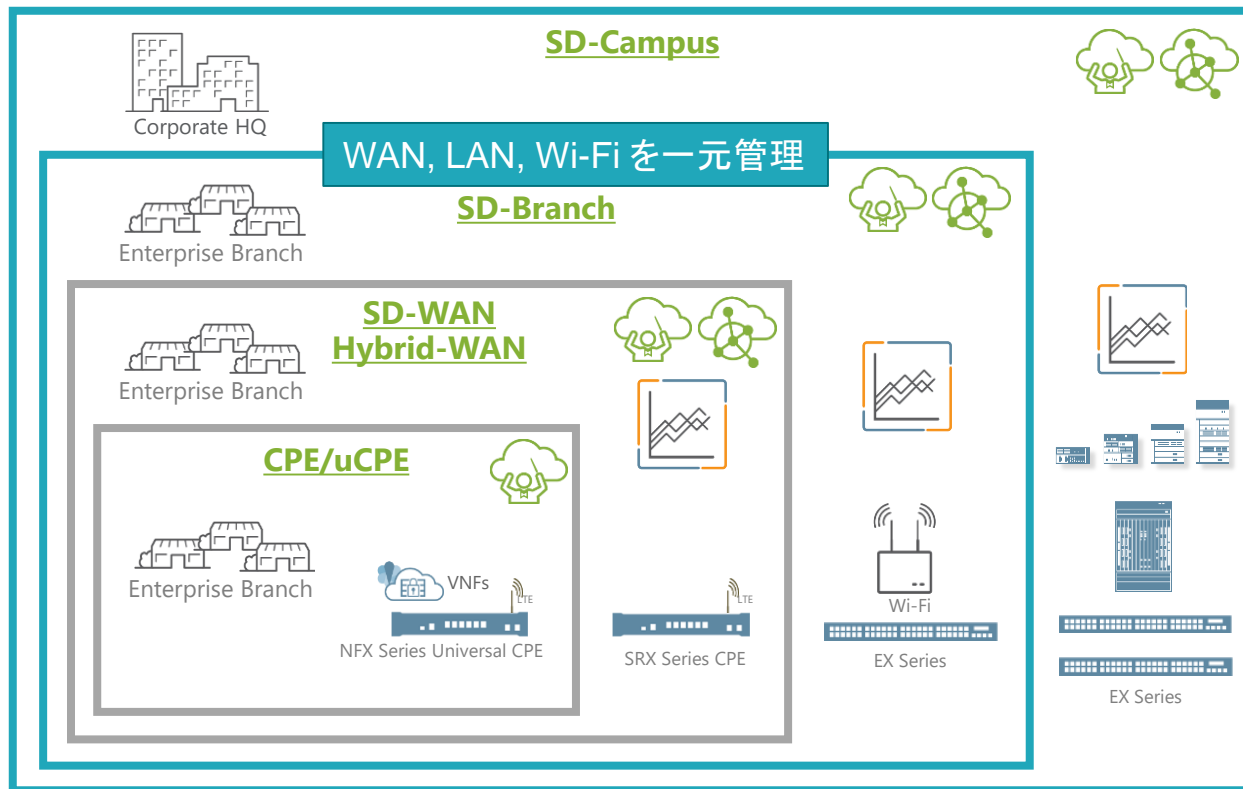 SD-Campus
Corporate HQ
WAN, LAN, Wi-Fi を一元管理
SD-Branch
Enterprise Branch
SD-WAN
Hybrid-WAN
Enterprise Branch
CPE/uCPE
Enterprise Branch
VNFs
LTE
NFX Series Universal CPE
LTE
SRX Series CPE
Wi-Fi
EX Series
EX Series